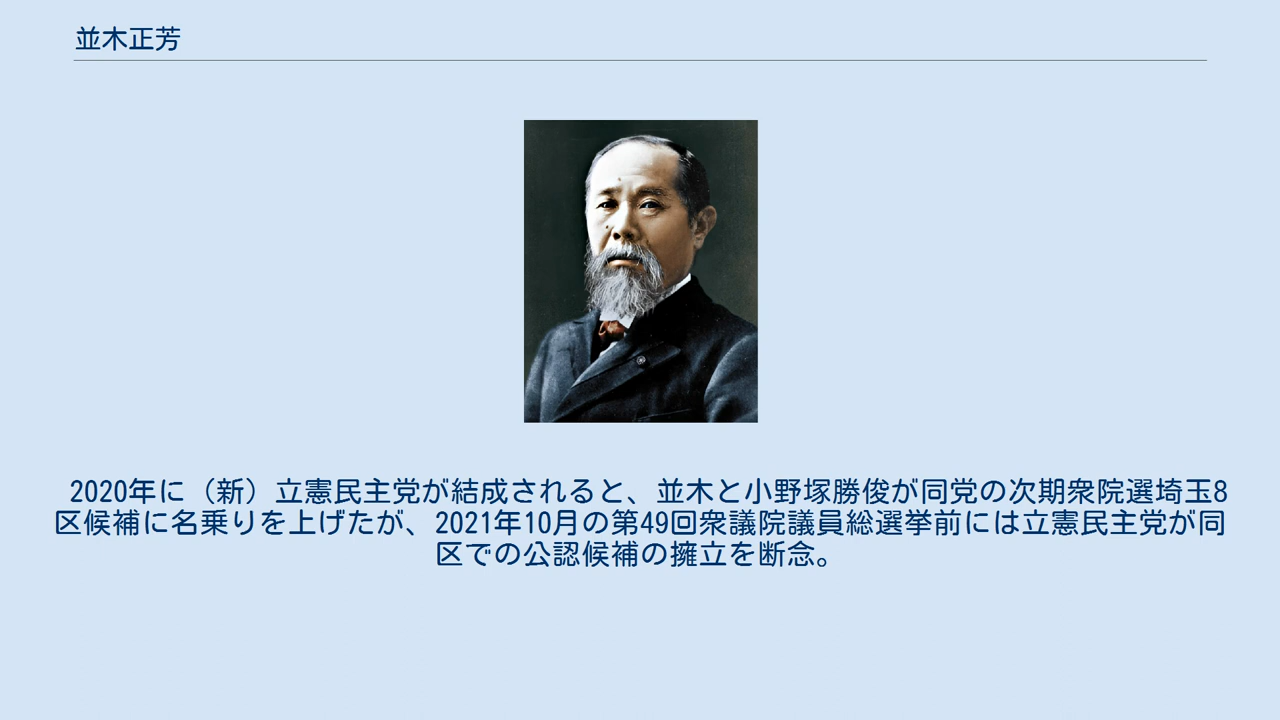 並木正芳
2020年に（新）立憲民主党が結成されると、並木と小野塚勝俊が同党の次期衆院選埼玉8
区候補に名乗りを上げたが、2021年10月の第49回衆議院議員総選挙前には立憲民主党が同
区での公認候補の擁立を断念。